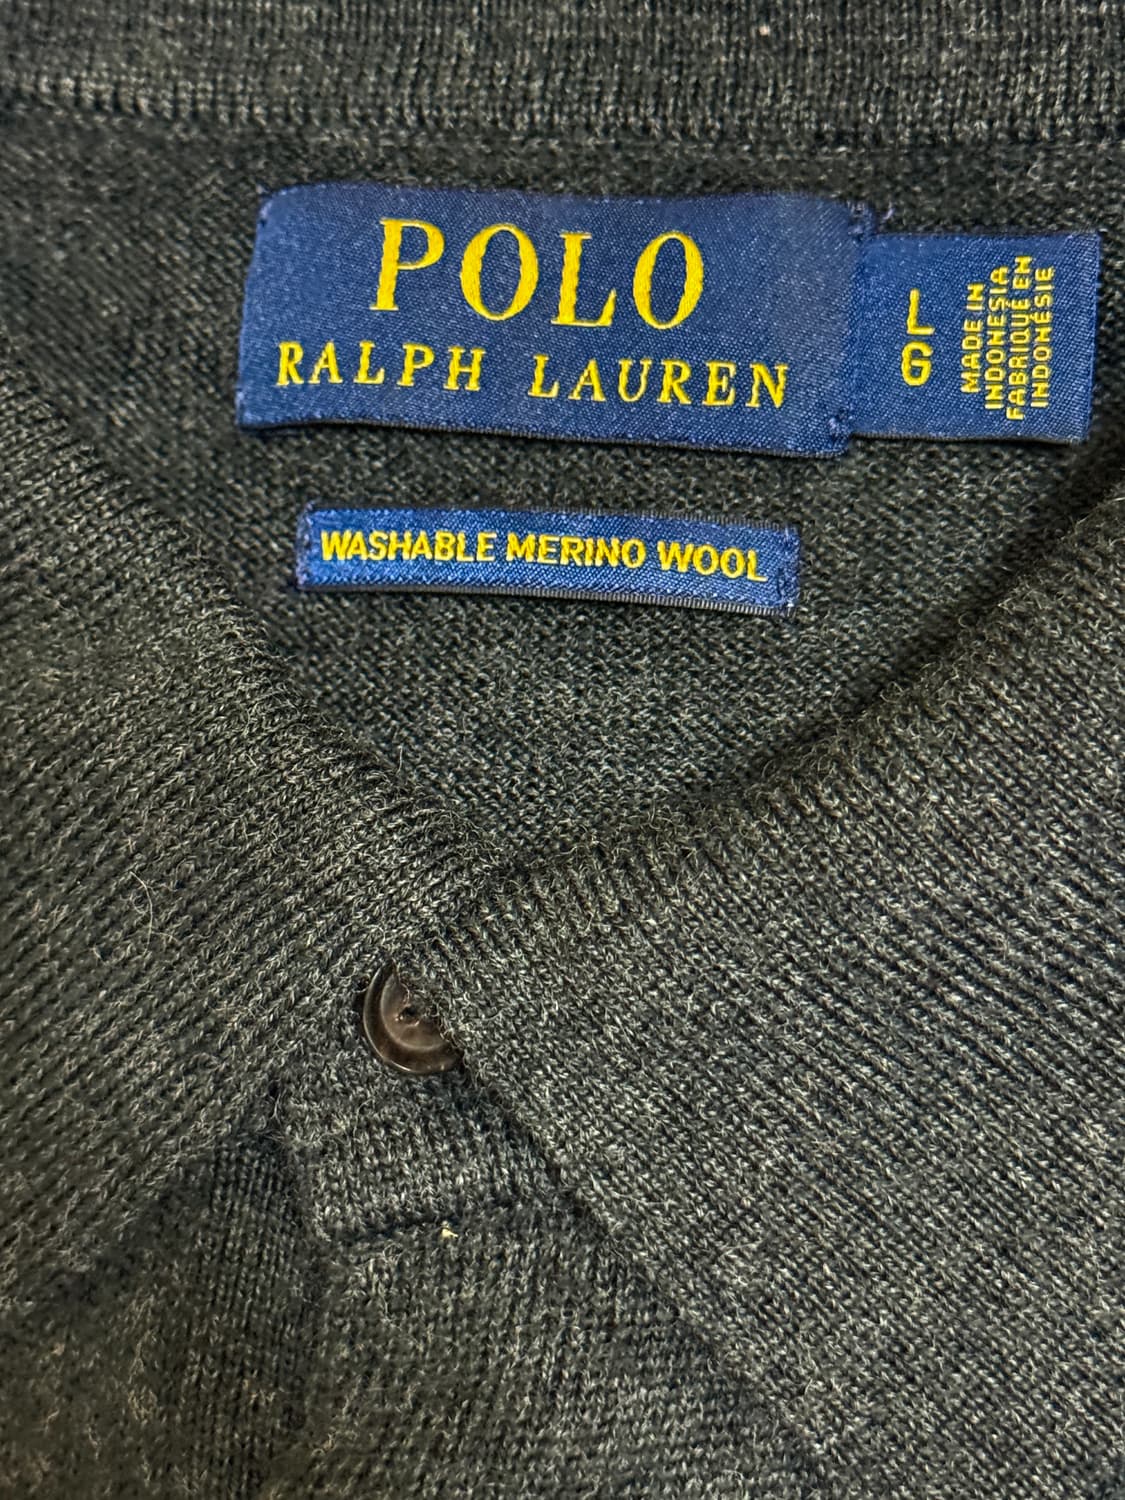 POLO
RALPH LAUREN
L
G
MADE IN
INDONESIA
FABRIQUÉ EN
INDONÉSIE
WASHABLE MERINO WOOL